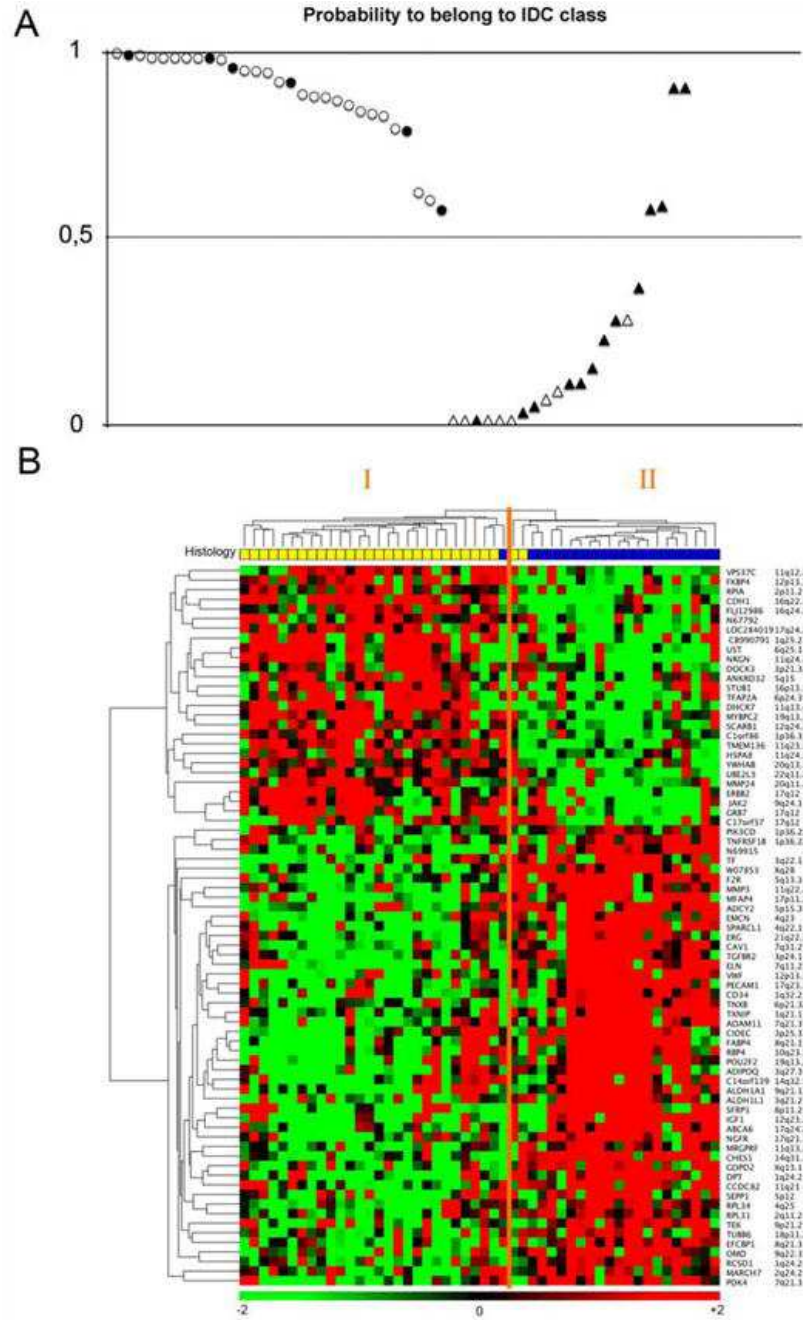 A
Probability to belong to IDC class
1
0,5
0
B
I II
Histology
VPS37C 11q12.
FKBP4 12p13.
RPIA 2p11.2
CDH1 16q22.
FLJ12986 16q24.
N67792
LOC284019 17q24.
CB990791 1q25.2
UST 6q25.1
NRGN 11q24.
DOCK3 3p21.3
ANKRD32 5q15
STUB1 16p13.
TFAP2A 6p24.3
DHCR7 11q13.
MYBPC2 19q13.
SCARB1 12q24.
C1orf86 1p36.3
TMEM136 11q23.
HSPA8 11q24.
YWHAB 20q13.
UBE2L3 22q11.
MMP24 20q11.
ERBB2 17q12
JAK2 9q24.1
GRB7 17q12
C17orf37 17q12
PIK3CD 1p36.2
TNFRSF18 1p36.2
N69915
TF 3q22.1
W07853 Xq28
F2R 5q13.3
MMP3 11q22.
MFAP4 17p11.
ADCY2 5p15.3
EMCN 4q23
SPARCL1 4q22.1
ERG 21q22.
CAV1 7q31.2
TGFBR2 3p24.1
ELN 7q11.2
VWF 12p13.
PECAM1 17q23.
CD34 1q32.2
TNXB 6p21.3
TXNIP 1q21.1
ADAM11 17q21.3
CIDEC 3p25.3
FABP4 8q21.1
RBP4 10q23.
POU2F2 19q13.
ADIPOQ 3q27.3
C14orf139 14q32.
ALDH1A1 9q21.1
ALDH1L1 3q21.2
SFRP1 8p11.2
IGF1 12q23.
ABCA6 17q24.
NGFR 17q21.
MRGPRF 11q13.
CHES1 14q31.
GDPD2 Xq13.1
DPT 1q24.2
CCDC82 11q21
SEPP1 5p12
RPL34 4q25
RPL31 2q11.2
TEK 9p21.2
TUBB6 18p11.
EFCBP1 8q21.3
OMD 9q22.3
RCSD1 1q24.2
MARCH7 2q24.2
PDK4 7q21.3
-2 0 +2